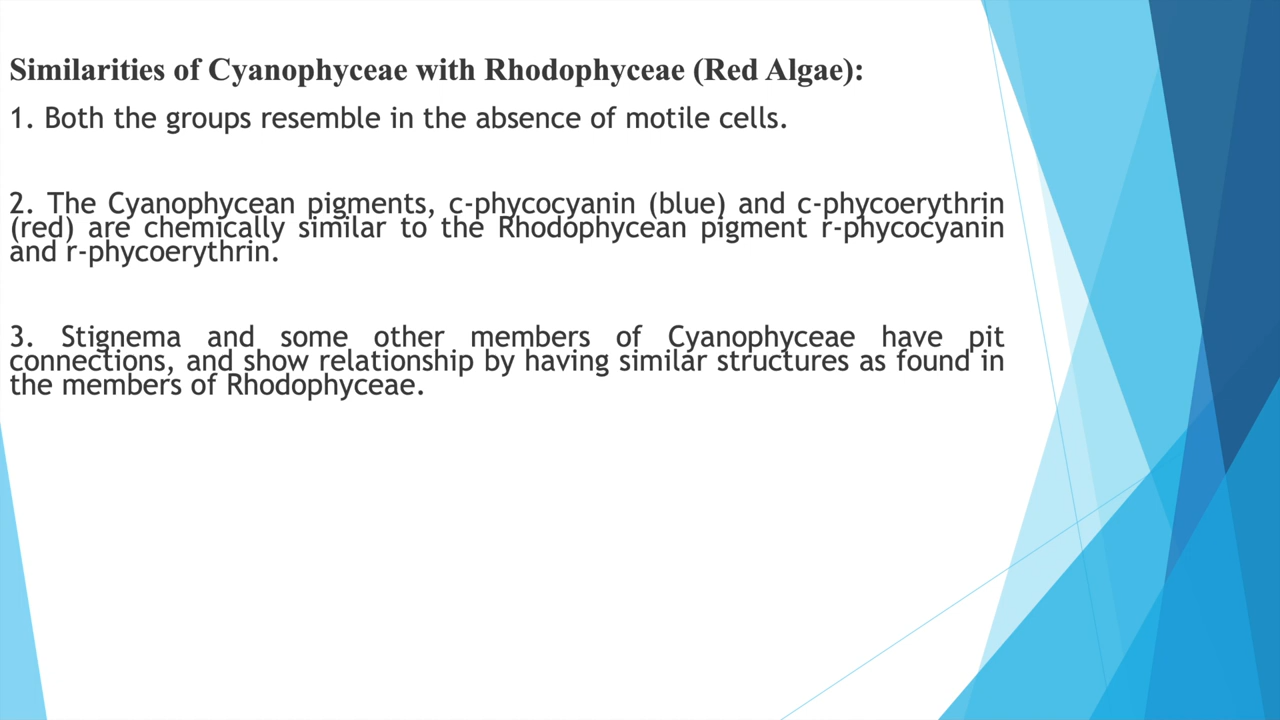 Similarities of Cyanophyceae with Rhodophyceae (Red Algae):
1. Both the groups resemble in the absence of motile cells.
2. The Cyanophycean pigments, c-phycocyanin (blue) and c-phycoerythrin
(red) are chemically similar to the Rhodophycean pigment r-phycocyanin
and r-phycoerythrin.
3. Stignema and some other members of Cyanophyceae have pit
connections, and show relationship by having similar structures as found in
the members of Rhodophyceae.